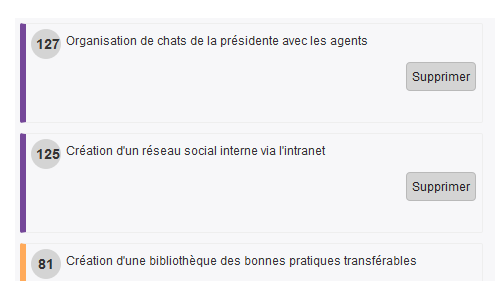 127 Organisation de chats de la présidente avec les agents
Supprimer
125 Création d'un réseau social interne via l'intranet
Supprimer
81 Création d'une bibliothèque des bonnes pratiques transférables